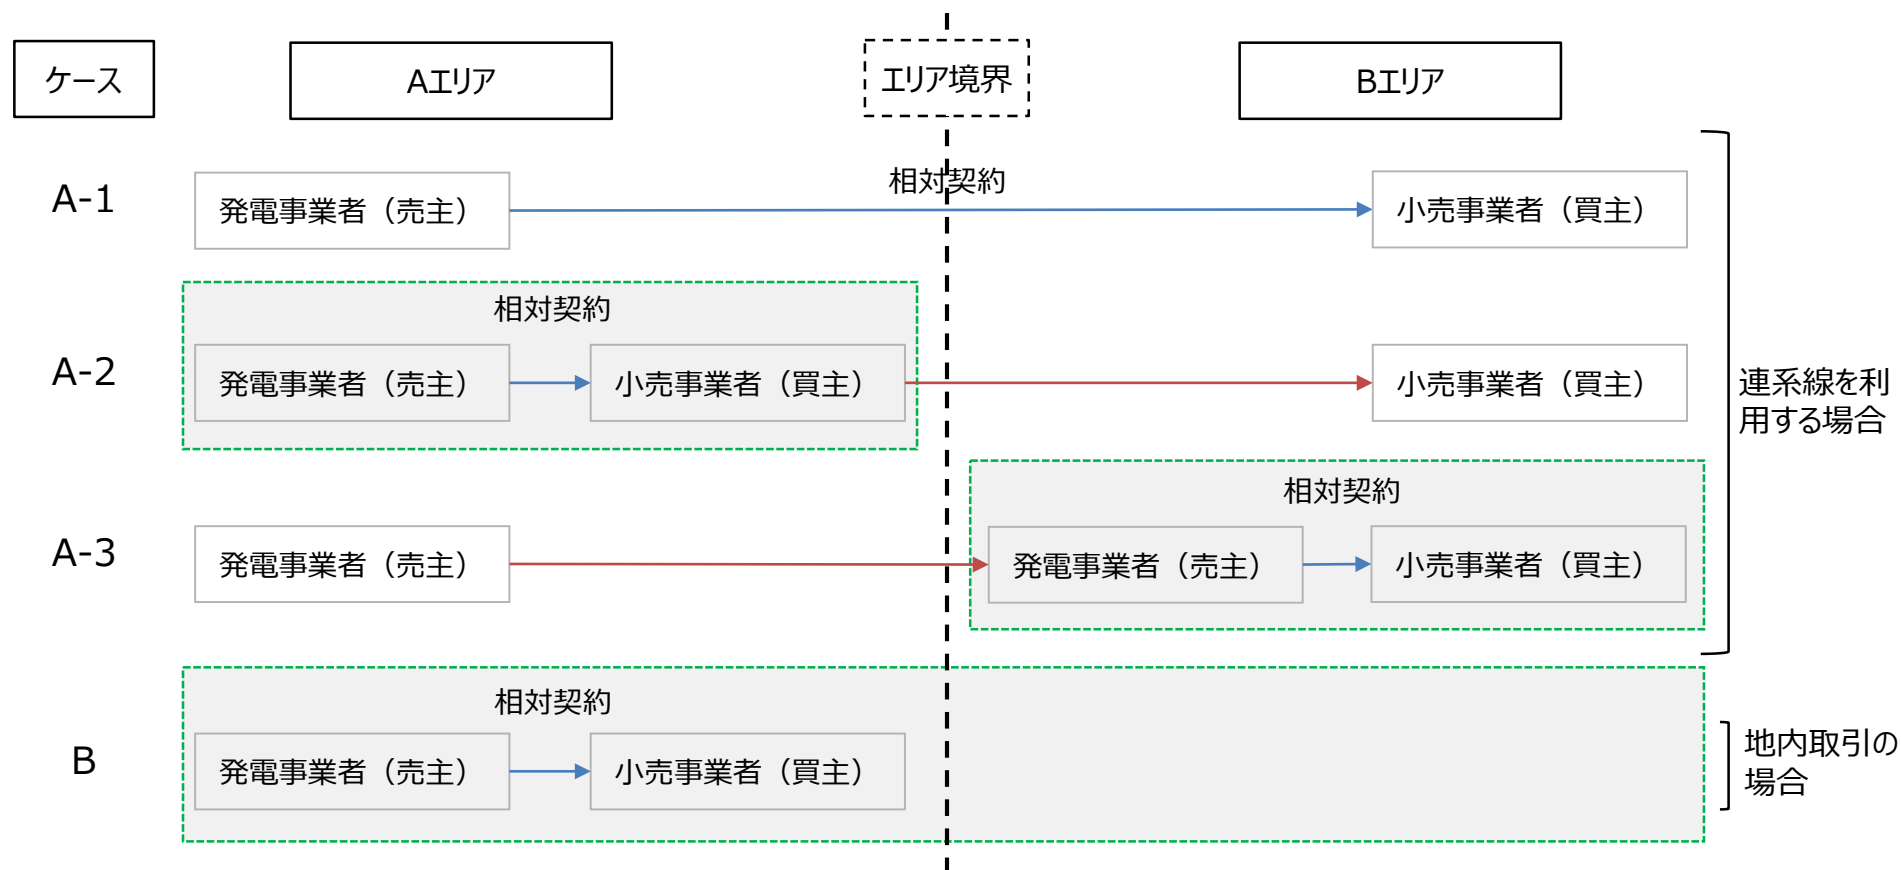 ケース
Aエリア
エリア境界
Bエリア
A-1
発電事業者（売主）
相対契約
小売事業者（買主）
相対契約
A-2
発電事業者（売主）
小売事業者（買主）
小売事業者（買主）
連系線を利
用する場合
相対契約
A-3
発電事業者（売主）
発電事業者（売主）
小売事業者（買主）
相対契約
B
発電事業者（売主）
小売事業者（買主）
地内取引の
場合